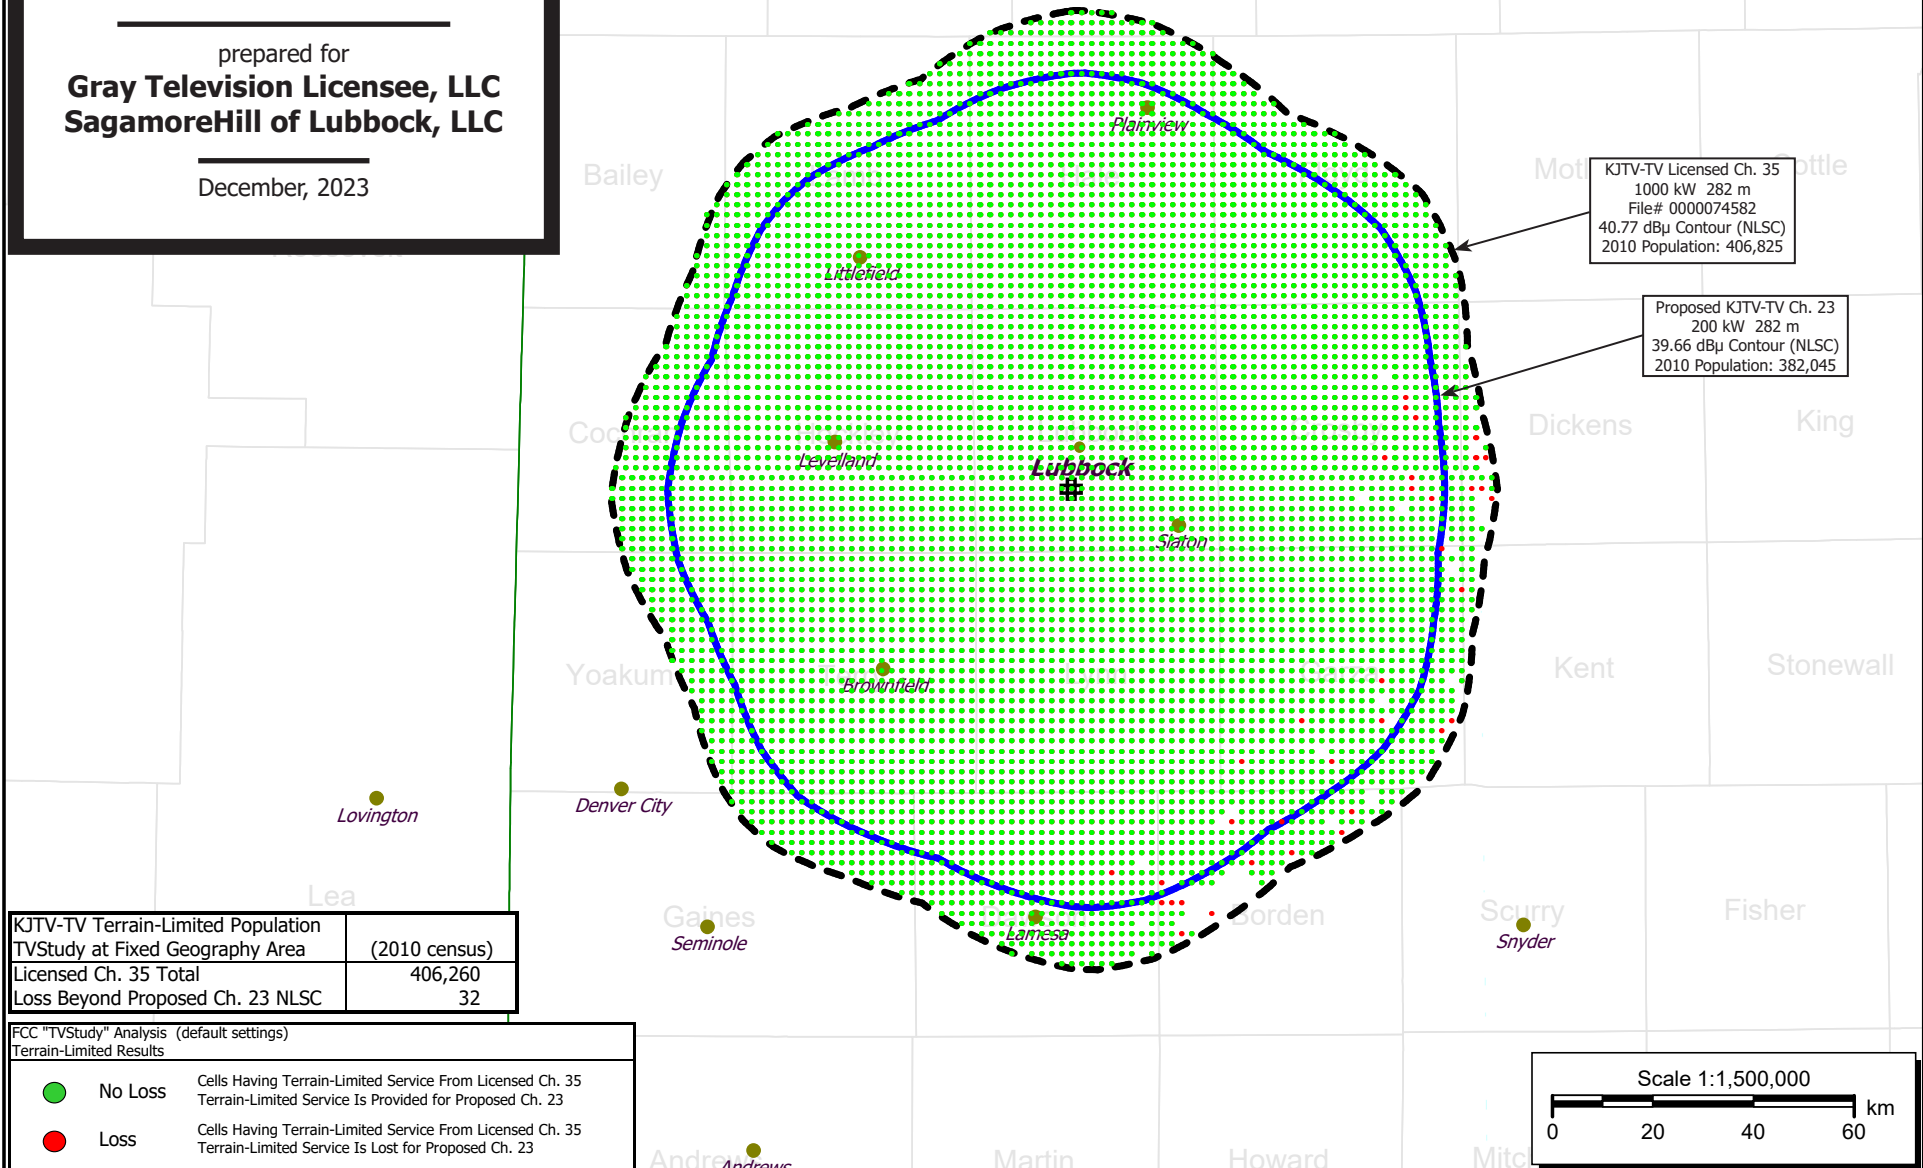 prepared for
Gray Television Licensee, LLC
SagamoreHill of Lubbock, LLC
December, 2023
Plainview
Bailey
KJTV-TV Licensed Ch. 35
1000 kW 282 m
File# 0000074582
40.77 dBµ Contour (NLSC)
2010 Population: 406,825
Littlefield
Proposed KJTV-TV Ch. 23
200 kW 282 m
39.66 dBµ Contour (NLSC)
2010 Population: 382,045
Dickens
King
Levelland
Lubbock
Slaton
Yoakum
Brownfield
Kent
Stonewall
Lovington
Denver City
Lea
Gaines
Seminole
Lamesa
Borden
Scurry
Snyder
Fisher
KJTV-TV Terrain-Limited Population
TVStudy at Fixed Geography Area (2010 census)
Licensed Ch. 35 Total 406,260
Loss Beyond Proposed Ch. 23 NLSC 32
FCC "TVStudy" Analysis (default settings)
Terrain-Limited Results
No Loss
Cells Having Terrain-Limited Service From Licensed Ch. 35
Terrain-Limited Service Is Provided for Proposed Ch. 23
Loss
Cells Having Terrain-Limited Service From Licensed Ch. 35
Terrain-Limited Service Is Lost for Proposed Ch. 23
Andrews
Andrews
Martin
Howard
Scale 1:1,500,000
km
0 20 40 60